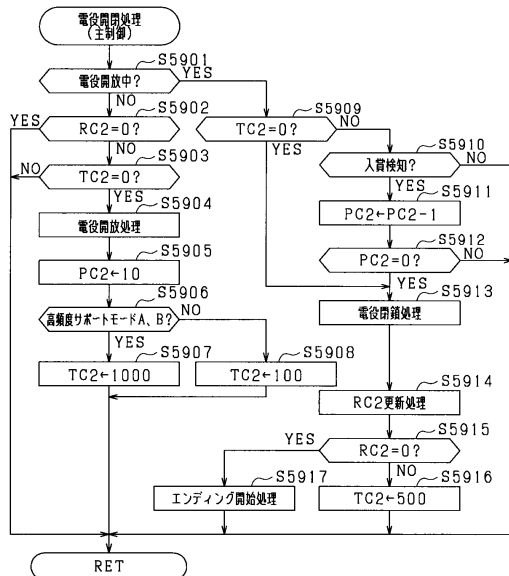 電役開閉処理
(主制御)
S5901
電役開放中?
YES
NO
S5902
RC2=0?
YES
NO
S5903
TC2=0?
NO
YES
S5904
電役開放処理
S5905
PC2←10
S5906
高頻度サポートモードA、B?
NO
YES
S5907
TC2←1000
S5908
TC2←100
S5909
TC2=0?
NO
YES
S5910
入賞検知?
NO
YES
S5911
PC2←PC2-1
S5912
PC2=0?
NO
YES
S5913
電役閉鎖処理
S5914
RC2更新処理
S5915
RC2=0?
YES
NO
S5916
TC2←500
S5917
エンディング開始処理
RET